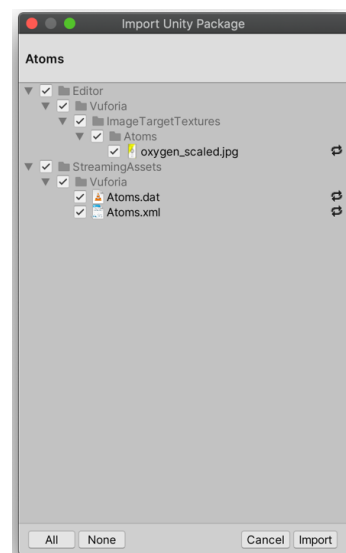 Import Unity Package
Atoms
Editor
Vuforia
ImageTargetTextures
Atoms
oxygen_scaled.jpg
StreamingAssets
Vuforia
Atoms.dat
Atoms.xml
All None Cancel Import